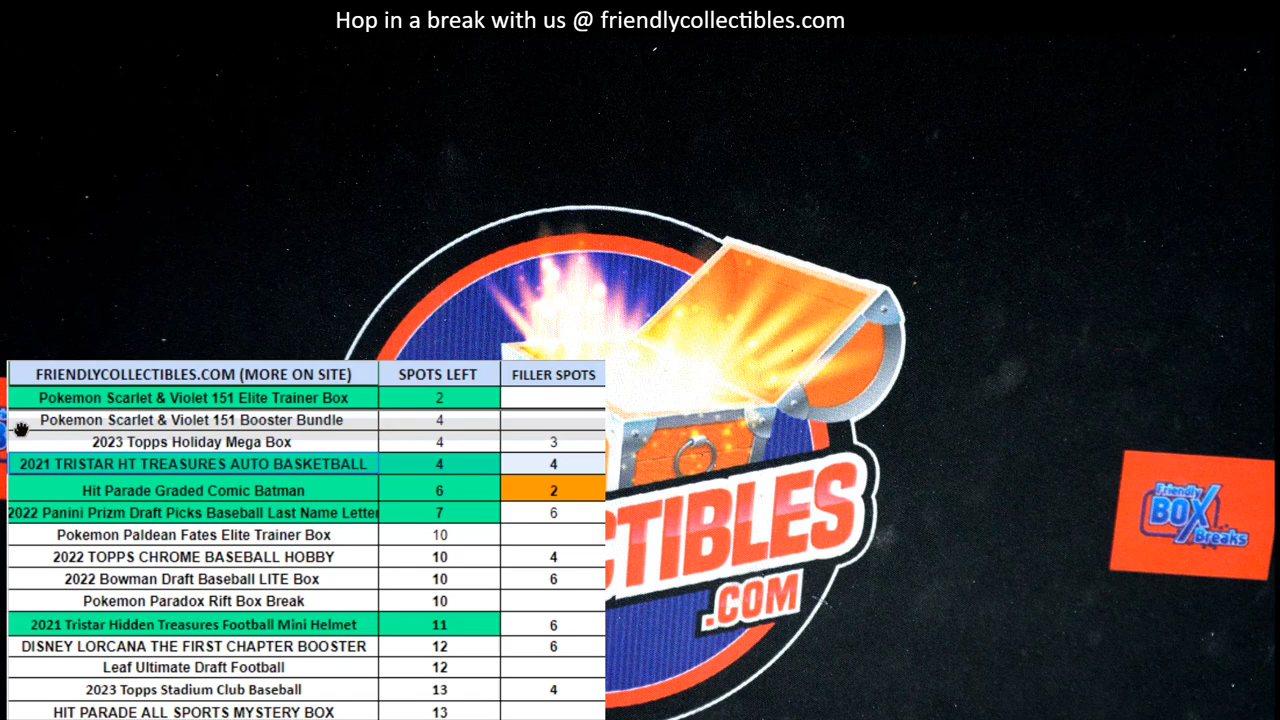 Hop in a break with us @ friendlycollectibles.com
FRIENDLYCOLLECTIBLES.COM (MORE ON SITE) SPOTS LEFT FILLER SPOTS
Pokemon Scarlet & Violet 151 Elite Trainer Box 2
Pokemon Scarlet & Violet 151 Booster Bundle 4
2023 Topps Holiday Mega Box 4 3
2021 TRISTAR HT TREASURES AUTO BASKETBALL 4 4
Hit Parade Graded Comic Batman 6 2
2022 Panini Prizm Draft Picks Baseball Last Name Letter 7 6
Pokemon Paldean Fates Elite Trainer Box 10
2022 TOPPS CHROME BASEBALL HOBBY 10 4
2022 Bowman Draft Baseball LITE Box 10 6
Pokemon Paradox Rift Box Break 10
2021 Tristar Hidden Treasures Football Mini Helmet 11 6
DISNEY LORCANA THE FIRST CHAPTER BOOSTER 12 6
Leaf Ultimate Draft Football 12
2023 Topps Stadium Club Baseball 13 4
HIT PARADE ALL SPORTS MYSTERY BOX 13
CTIBLES
.COM
Friendly
BOX
Breaks